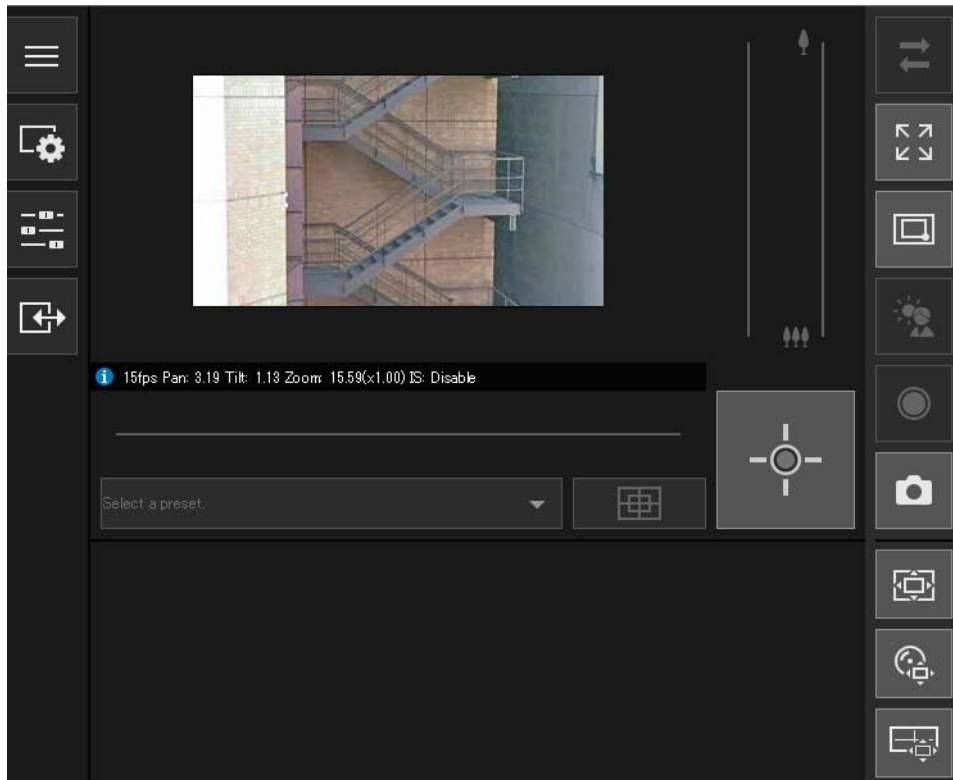 15fps Pan: 3.19 Tilt: 1.13 Zoom: 15.59(x1.00) IS: Disable
Select a preset.